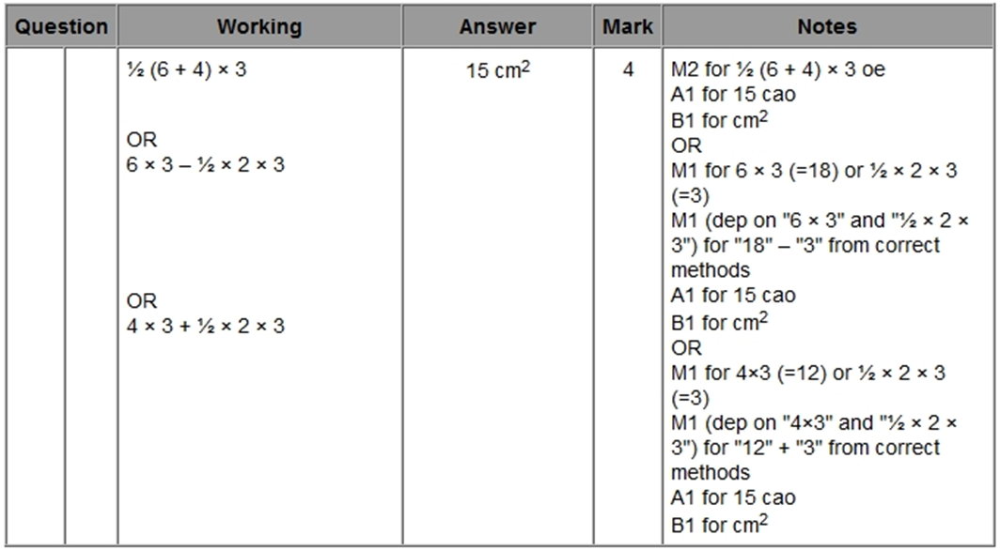 Question Working Answer Mark Notes
½ (6 + 4) × 3
OR
6 × 3 – ½ × 2 × 3
OR
4 × 3 + ½ × 2 × 3
15 cm²
4
M2 for ½ (6 + 4) × 3 oe
A1 for 15 cao
B1 for cm²
OR
M1 for 6 × 3 (=18) or ½ × 2 × 3
(=3)
M1 (dep on "6 × 3" and "½ × 2 ×
3") for "18" – "3" from correct
methods
A1 for 15 cao
B1 for cm²
OR
M1 for 4×3 (=12) or ½ × 2 × 3
(=3)
M1 (dep on "4×3" and "½ × 2 ×
3") for "12" + "3" from correct
methods
A1 for 15 cao
B1 for cm²